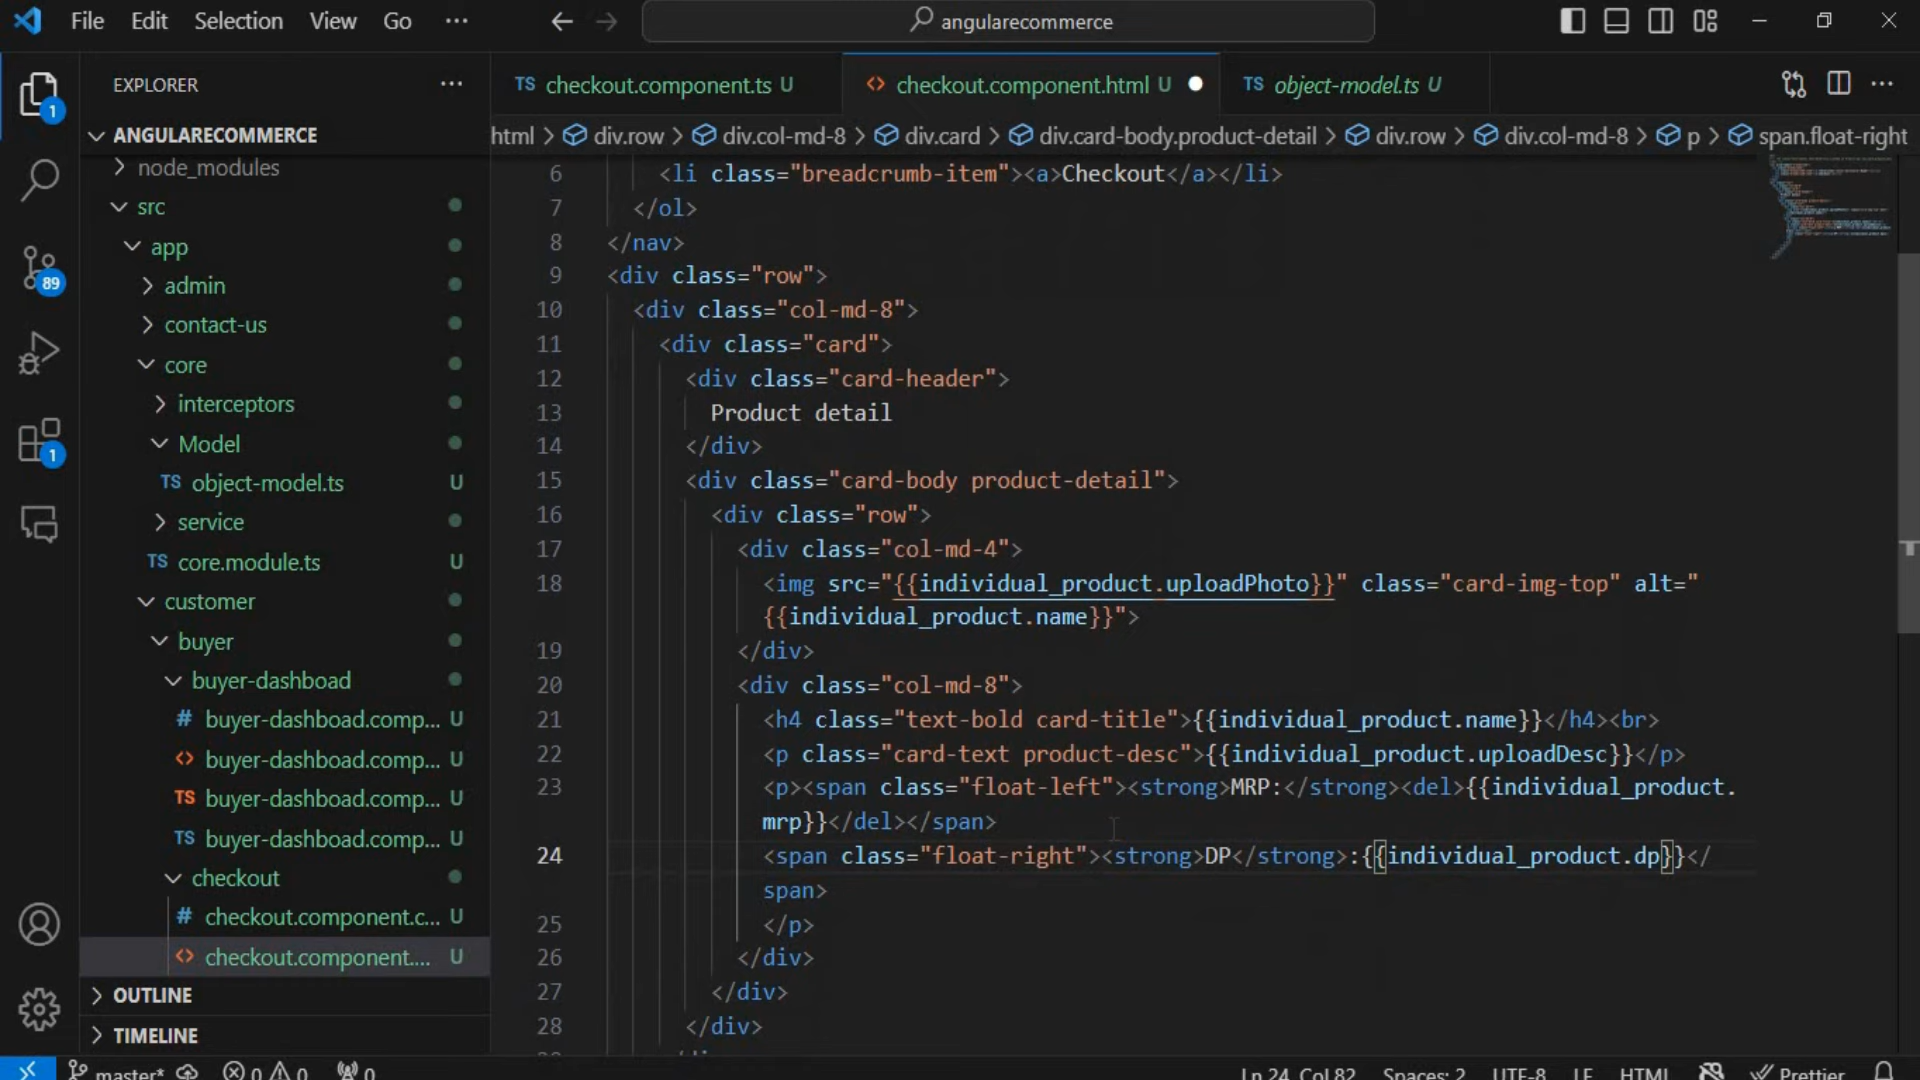 File Edit Selection View Go ··· angularecommerce
EXPLORER ···
1
ANGULARECOMMERCE
node_modules
src
app
89
admin
contact-us
core
interceptors
Model
1
TS object-model.ts U
service
TS core.module.ts U
customer
buyer
buyer-dashboad
# buyer-dashboad.comp... U
<> buyer-dashboad.comp... U
TS buyer-dashboad.comp... U
TS buyer-dashboad.comp... U
checkout
# checkout.component.c... U
<> checkout.component.... U
OUTLINE
TIMELINE
TS checkout.component.ts U <> checkout.component.html U TS object-model.ts U ···
html > div.row > div.col-md-8 > div.card > div.card-body.product-detail > div.row > div.col-md-8 > p > span.float-right
6 <li class="breadcrumb-item"><a>Checkout</a></li>
7 </ol>
8 </nav>
9 <div class="row">
10 <div class="col-md-8">
11 <div class="card">
12 <div class="card-header">
13 Product detail
14 </div>
15 <div class="card-body product-detail">
16 <div class="row">
17 <div class="col-md-4">
18 <img src="{{individual_product.uploadPhoto}}" class="card-img-top" alt="
{{individual_product.name}}">
19 </div>
20 <div class="col-md-8">
21 <h4 class="text-bold card-title">{{individual_product.name}}</h4><br>
22 <p class="card-text product-desc">{{individual_product.uploadDesc}}</p>
23 <p><span class="float-left"><strong>MRP:</strong><del>{{individual_product.
mrp}}</del></span>
24 <span class="float-right"><strong>DP</strong>:{{individual_product.dp}}</
span>
25 </p>
26 </div>
27 </div>
28 </div>
master* 0 0 0 Ln 24, Col 82 Spaces: 2 UTF-8 LF HTML Prettier